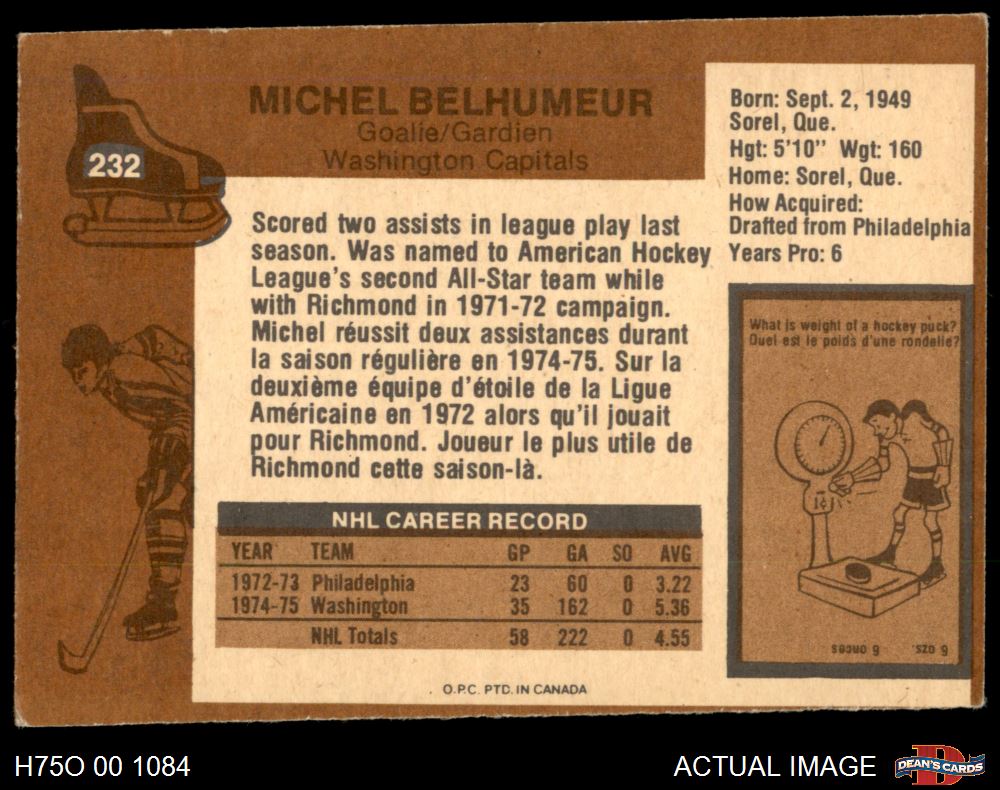 232
MICHEL BELHUMEUR
Goalie/Gardien
Washington Capitals
Born: Sept. 2, 1949
Sorel, Que.
Hgt: 5'10" Wgt: 160
Home: Sorel, Que.
How Acquired:
Drafted from Philadelphia
Years Pro: 6
Scored two assists in league play last
season. Was named to American Hockey
League's second All-Star team while
with Richmond in 1971-72 campaign.
Michel réussit deux assistances durant
la saison régulière en 1974-75. Sur la
deuxième équipe d'étoile de la Ligue
Américaine en 1972 alors qu'il jouait
pour Richmond. Joueur le plus utile de
Richmond cette saison-là.
What is weight of a hockey puck?
Quel est le poids d'une rondelle?
1¢
6 ozs.
6 onces
NHL CAREER RECORD
YEAR TEAM GP GA SO AVG
1972-73 Philadelphia 23 60 0 3.22
1974-75 Washington 35 162 0 5.36
NHL Totals 58 222 0 4.55
O.P.C. PTD. IN CANADA
H75O 00 1084
ACTUAL IMAGE
D
DEAN'S CARDS